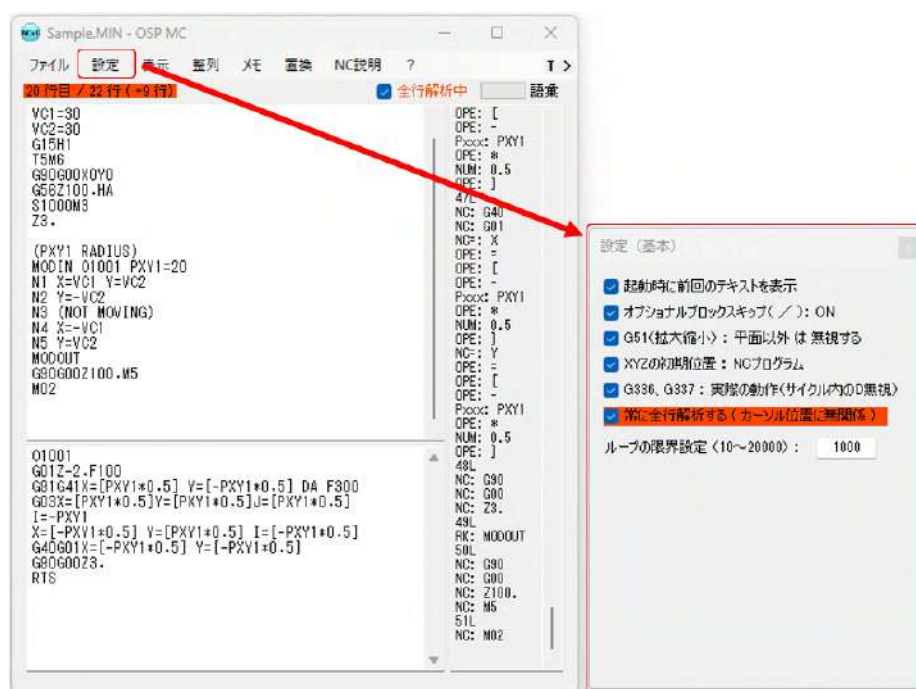 Sample.MIN - OSP MC
ファイル 設定 表示 整列 メモ 置換 NC説明 ? T >
20 行目 / 22 行 ( +9 行)
全行解析中 語彙
VC1=30
VC2=30
G15H1
T5M6
G90G00X0Y0
G56Z100.HA
S1000M3
Z3.
(PXY1 RADIUS)
MODIN O1001 PXY1=20
N1 X=VC1 Y=VC2
N2 Y=-VC2
N3 (NOT MOVING)
N4 X=-VC1
N5 Y=VC2
MODOUT
G90G00Z100.M5
M02
O1001
G01Z-2.F100
G91G41X=[PXY1*0.5] Y=[-PXY1*0.5] DA F300
G03X=[PXY1*0.5]Y=[PXY1*0.5]J=[PXY1*0.5]
I=-PXY1
X=[-PXY1*0.5] Y=[PXY1*0.5] I=[-PXY1*0.5]
G40G01X=[-PXY1*0.5] Y=[-PXY1*0.5]
G90G00Z3.
RTS
OPE: [
OPE: -
Pxxx: PXY1
OPE: *
NUM: 0.5
OPE: ]
47L
NC: G40
NC: G01
NC=: X
OPE: =
OPE: [
OPE: -
Pxxx: PXY1
OPE: *
NUM: 0.5
OPE: ]
NC=: Y
OPE: =
OPE: [
OPE: -
Pxxx: PXY1
OPE: *
NUM: 0.5
OPE: ]
48L
NC: G90
NC: G00
NC: Z3.
49L
RK: MODOUT
50L
NC: G90
NC: G00
NC: Z100.
NC: M5
51L
NC: M02
設定（基本）
起動時に前回のテキストを表示
オプショナルブロックスキップ( ／ ) : ON
G51(拡大縮小) : 平面以外 は 無視する
XYZの初期位置 : NCプログラム
G336、G337 : 実際の動作(サイクル内のD無視)
常に全行解析する ( カーソル位置に無関係 )
ループの限界設定 (10～20000) : 1000